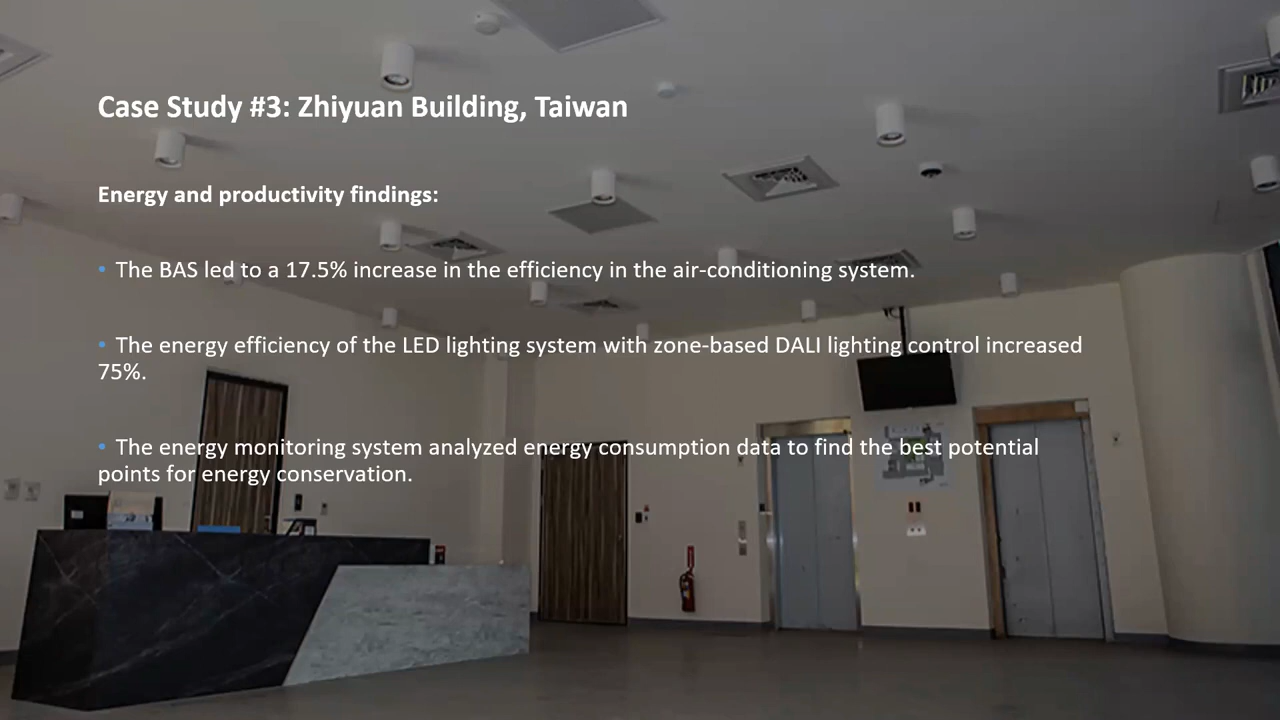 Case Study #3: Zhiyuan Building, Taiwan
Energy and productivity findings:
• The BAS led to a 17.5% increase in the efficiency in the air-conditioning system.
• The energy efficiency of the LED lighting system with zone-based DALI lighting control increased
75%.
• The energy monitoring system analyzed energy consumption data to find the best potential
points for energy conservation.